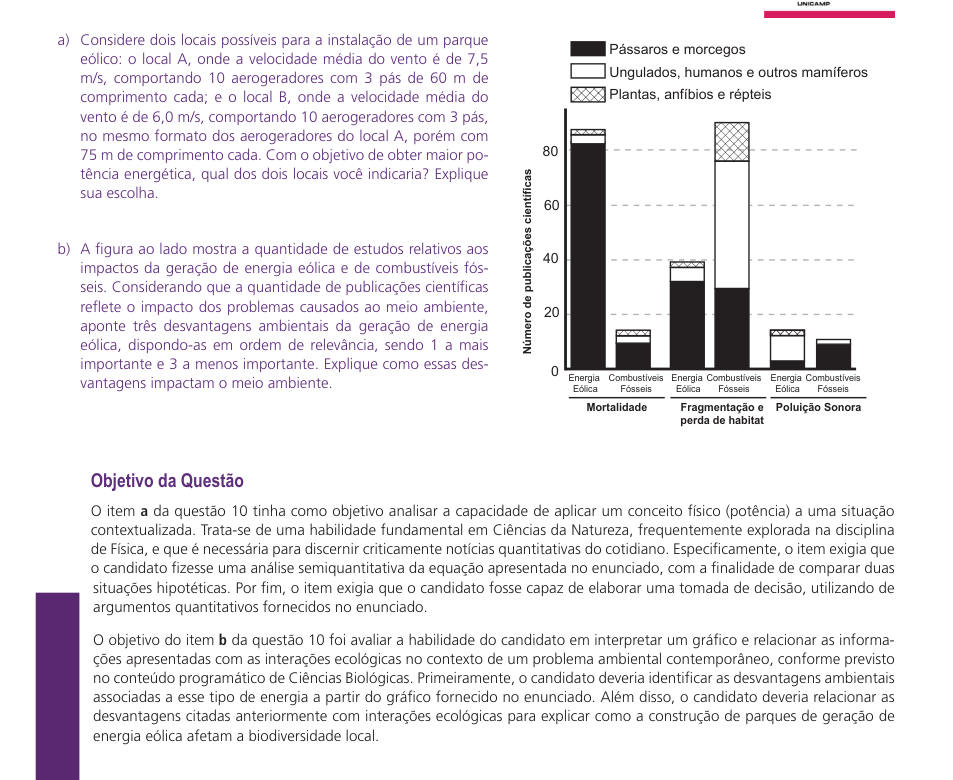 UNICAMP
a) Considere dois locais possíveis para a instalação de um parque
eólico: o local A, onde a velocidade média do vento é de 7,5
m/s, comportando 10 aerogeradores com 3 pás de 60 m de
comprimento cada; e o local B, onde a velocidade média do
vento é de 6,0 m/s, comportando 10 aerogeradores com 3 pás,
no mesmo formato dos aerogeradores do local A, porém com
75 m de comprimento cada. Com o objetivo de obter maior po-
tência energética, qual dos dois locais você indicaria? Explique
sua escolha.
b) A figura ao lado mostra a quantidade de estudos relativos aos
impactos da geração de energia eólica e de combustíveis fós-
seis. Considerando que a quantidade de publicações científicas
reflete o impacto dos problemas causados ao meio ambiente,
aponte três desvantagens ambientais da geração de energia
eólica, dispondo-as em ordem de relevância, sendo 1 a mais
importante e 3 a menos importante. Explique como essas des-
vantagens impactam o meio ambiente.
Pássaros e morcegos
Ungulados, humanos e outros mamíferos
Plantas, anfíbios e répteis
Número de publicações científicas
80
60
40
20
0
Energia Combustíveis Energia Combustíveis Energia Combustíveis
Eólica Fósseis Eólica Fósseis Eólica Fósseis
Mortalidade Fragmentação e Poluição Sonora
perda de habitat
Objetivo da Questão
O item a da questão 10 tinha como objetivo analisar a capacidade de aplicar um conceito físico (potência) a uma situação
contextualizada. Trata-se de uma habilidade fundamental em Ciências da Natureza, frequentemente explorada na disciplina
de Física, e que é necessária para discernir criticamente notícias quantitativas do cotidiano. Especificamente, o item exigia que
o candidato fizesse uma análise semiquantitativa da equação apresentada no enunciado, com a finalidade de comparar duas
situações hipotéticas. Por fim, o item exigia que o candidato fosse capaz de elaborar uma tomada de decisão, utilizando de
argumentos quantitativos fornecidos no enunciado.
O objetivo do item b da questão 10 foi avaliar a habilidade do candidato em interpretar um gráfico e relacionar as informa-
ções apresentadas com as interações ecológicas no contexto de um problema ambiental contemporâneo, conforme previsto
no conteúdo programático de Ciências Biológicas. Primeiramente, o candidato deveria identificar as desvantagens ambientais
associadas a esse tipo de energia a partir do gráfico fornecido no enunciado. Além disso, o candidato deveria relacionar as
desvantagens citadas anteriormente com interações ecológicas para explicar como a construção de parques de geração de
energia eólica afetam a biodiversidade local.